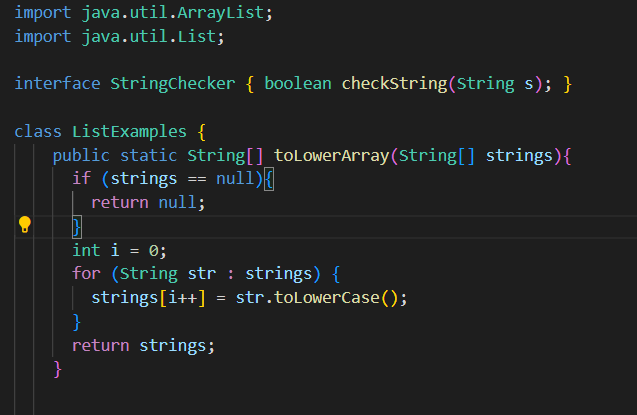 import java.util.ArrayList;
import java.util.List;
interface StringChecker { boolean checkString(String s); }
class ListExamples {
public static String[] toLowerArray(String[] strings){
if (strings == null){
return null;
}
int i = 0;
for (String str : strings) {
strings[i++] = str.toLowerCase();
}
return strings;
}